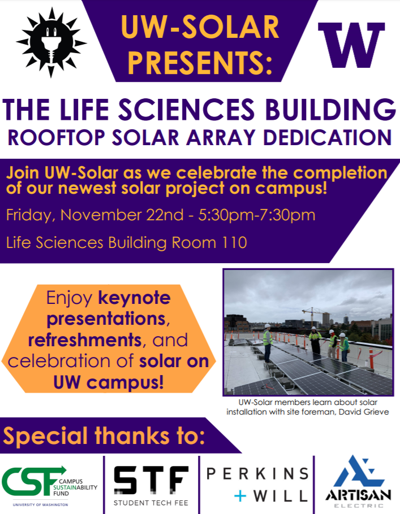 UW-SOLAR
PRESENTS:
W
THE LIFE SCIENCES BUILDING
ROOFTOP SOLAR ARRAY DEDICATION
Join UW-Solar as we celebrate the completion
of our newest solar project on campus!
Friday, November 22nd - 5:30pm-7:30pm
Life Sciences Building Room 110
Enjoy keynote
presentations,
refreshments, and
celebration of solar on
UW campus!
UW-Solar members learn about solar
installation with site foreman, David Grieve
Special thanks to:
CSF CAMPUS
SUSTAINABILITY
FUND
UNIVERSITY OF WASHINGTON
STF
STUDENT TECH FEE
PERKINS
+ WILL
ARTISAN
ELECTRIC